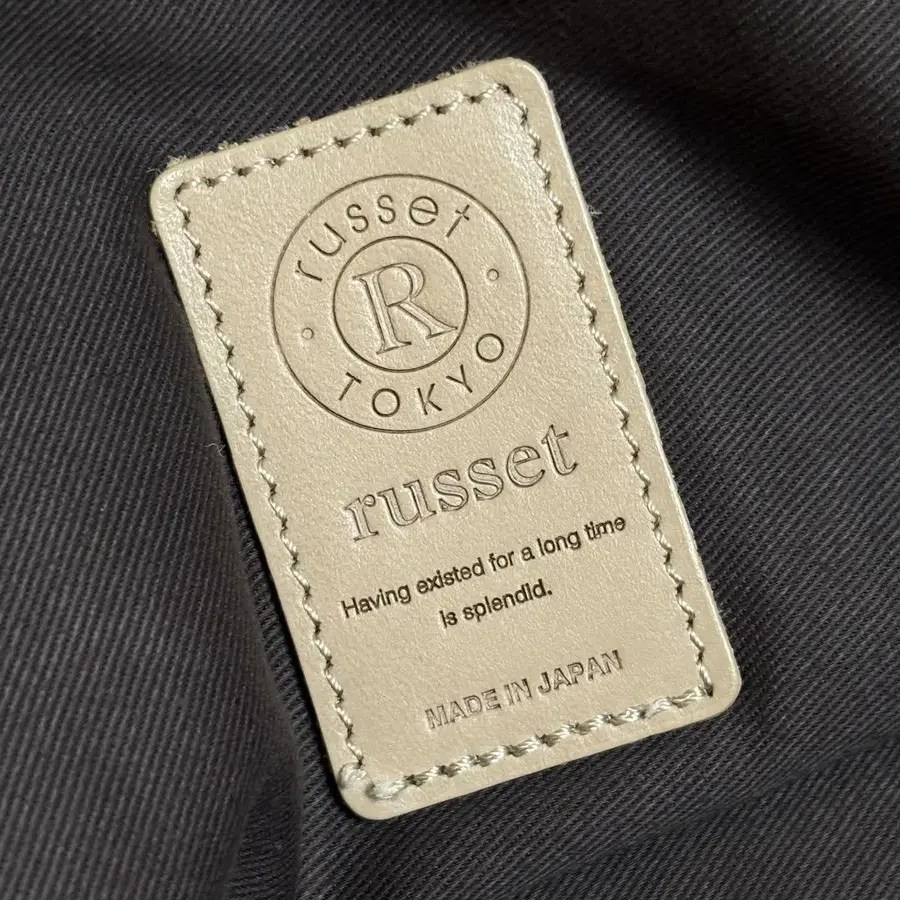 russet
R
TOKYO
russet
Having existed for a long time
is splendid.
MADE IN JAPAN